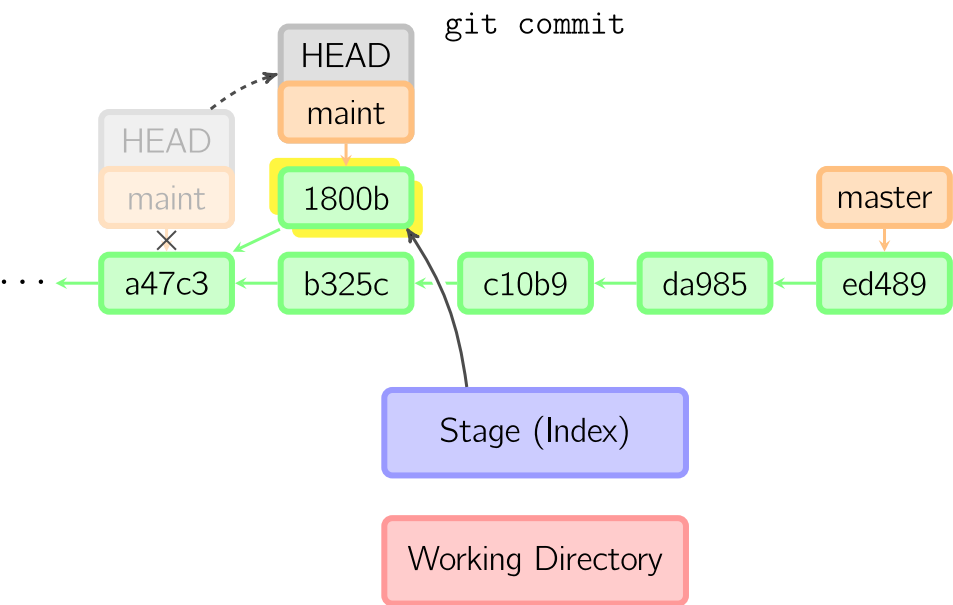 git commit
HEAD
maint
HEAD
maint
1800b
master
... a47c3 b325c c10b9 da985 ed489
Stage (Index)
Working Directory